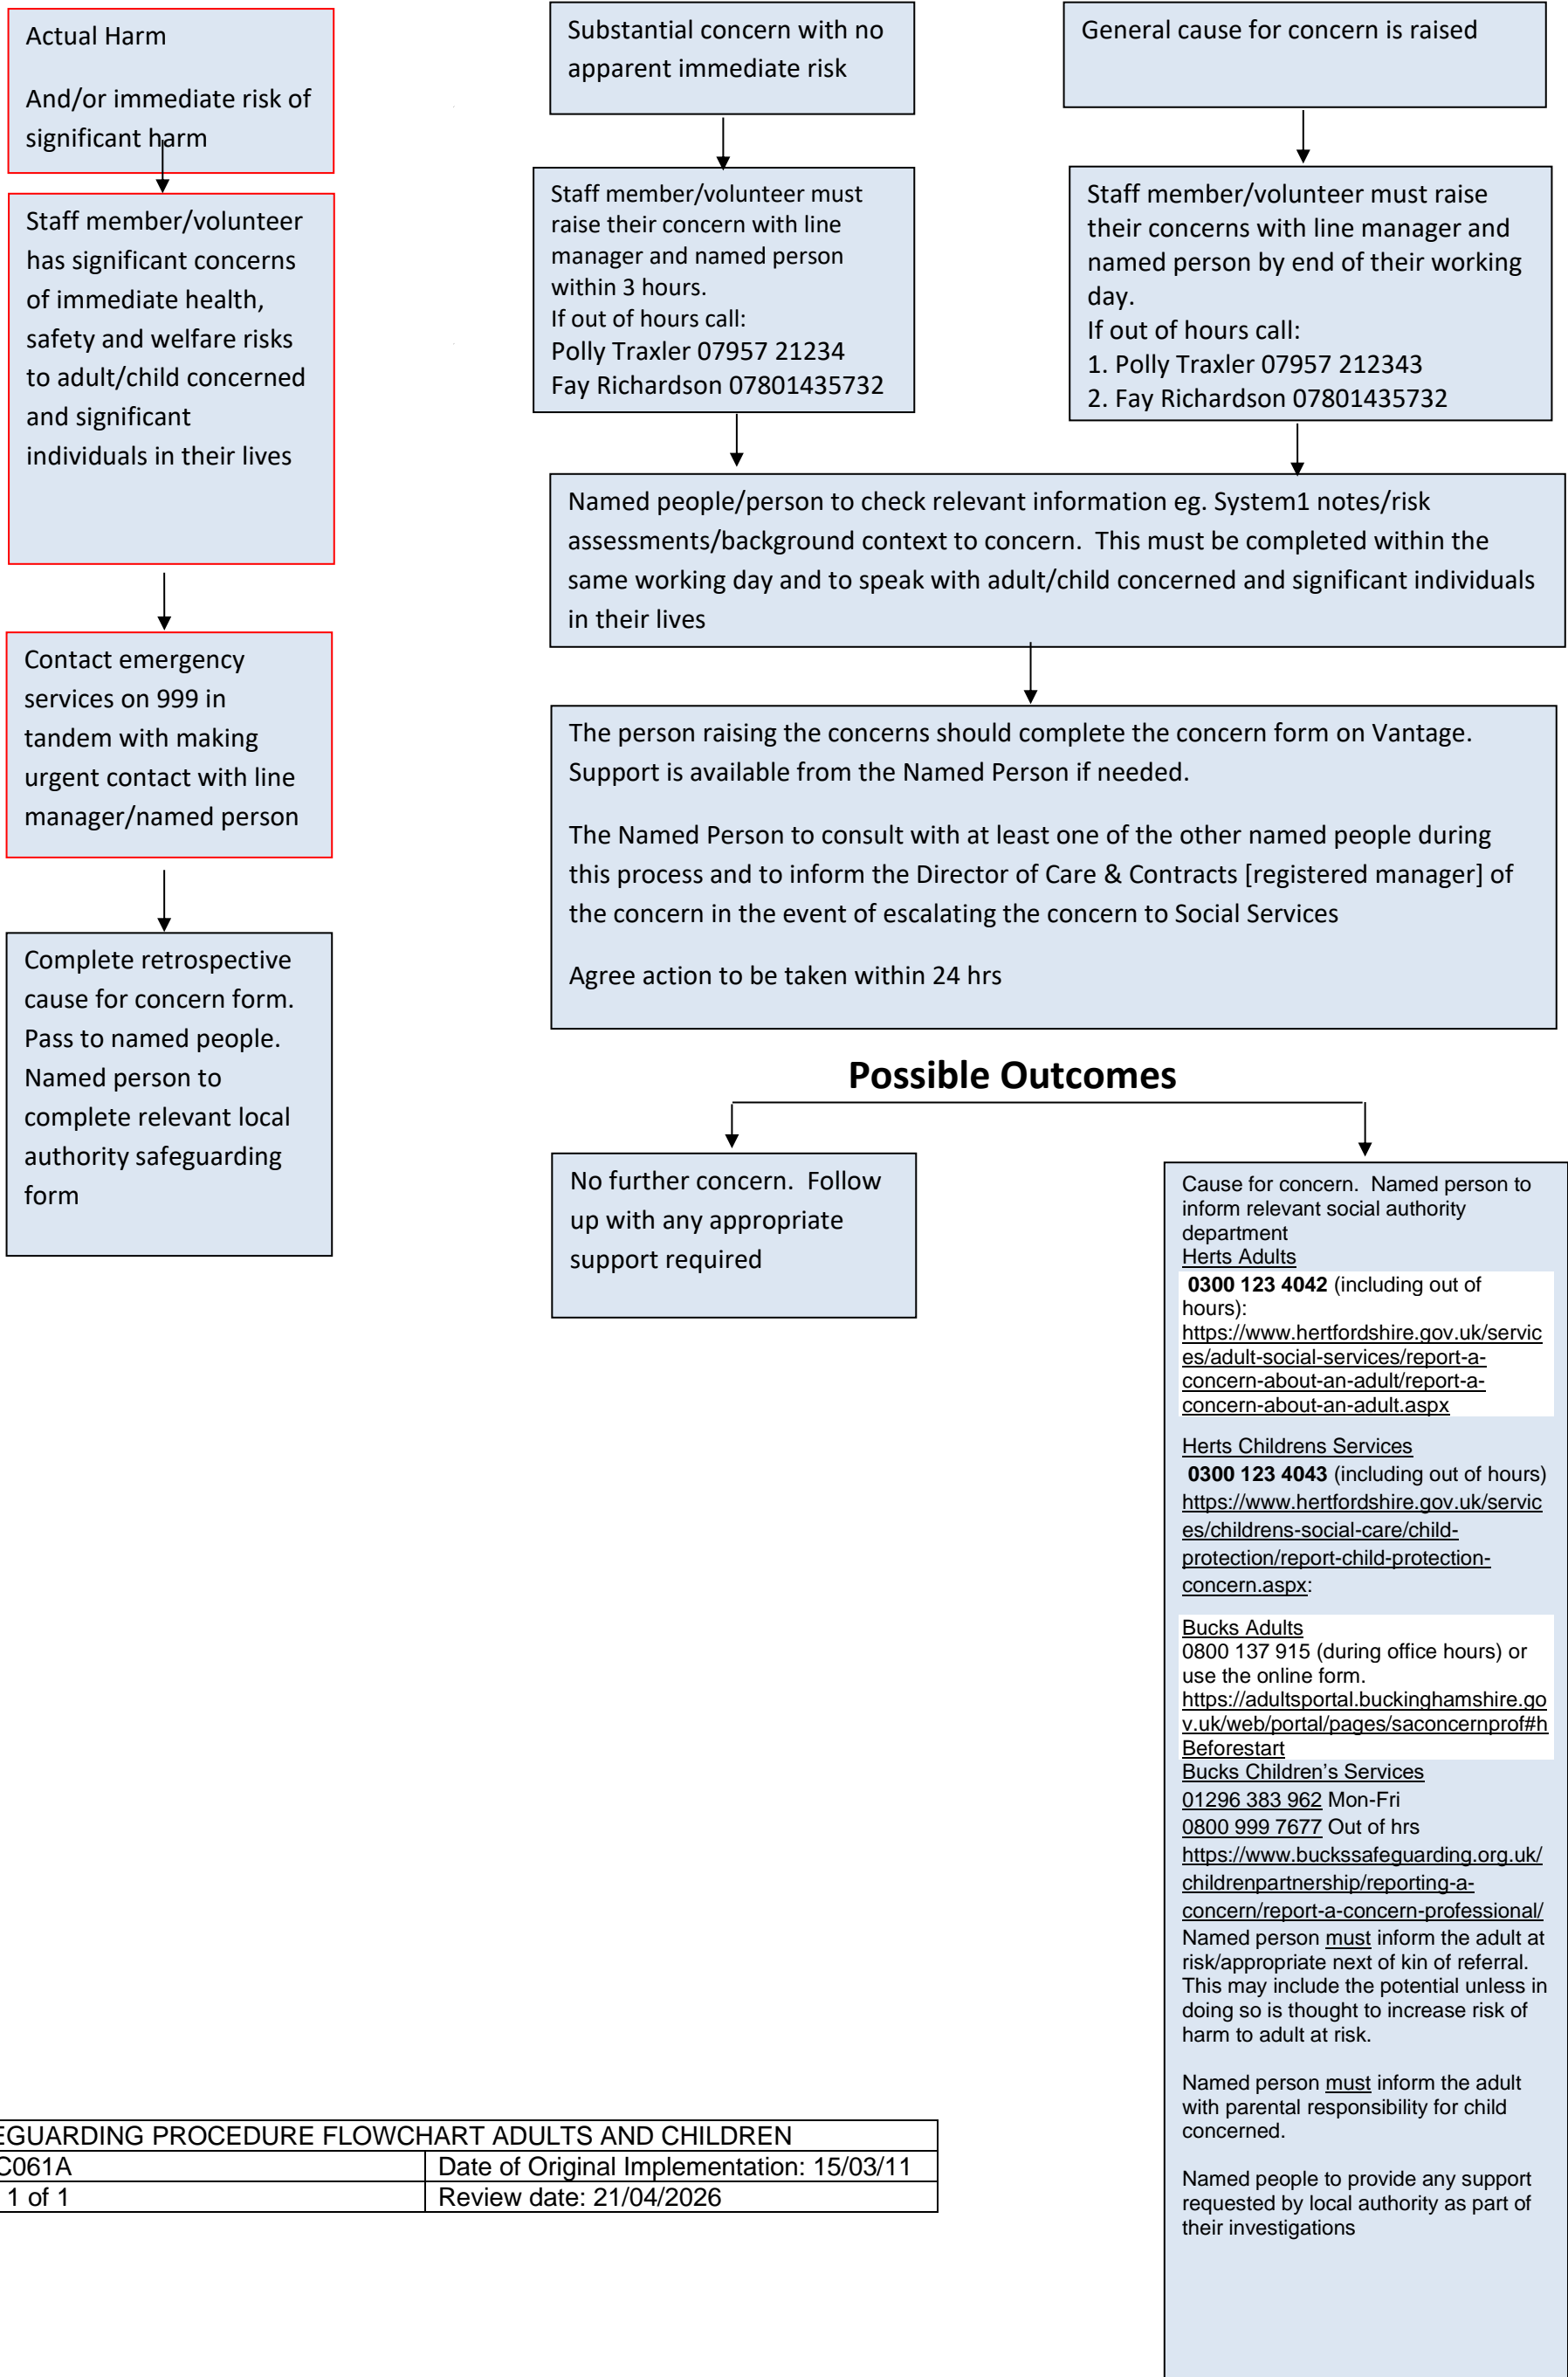 Actual Harm
And/or immediate risk of
significant harm
Staff member/volunteer
has significant concerns
of immediate health,
safety and welfare risks
to adult/child concerned
and significant
individuals in their lives
Contact emergency
services on 999 in
tandem with making
urgent contact with line
manager/named person
Complete retrospective
cause for concern form.
Pass to named people.
Named person to
complete relevant local
authority safeguarding
form
Substantial concern with no
apparent immediate risk
Staff member/volunteer must
raise their concern with line
manager and named person
within 3 hours.
If out of hours call:
Polly Traxler 07957 21234
Fay Richardson 07801435732
General cause for concern is raised
Staff member/volunteer must raise
their concerns with line manager and
named person by end of their working
day.
If out of hours call:
1. Polly Traxler 07957 212343
2. Fay Richardson 07801435732
Named people/person to check relevant information eg. System1 notes/risk
assessments/background context to concern.  This must be completed within the
same working day and to speak with adult/child concerned and significant individuals
in their lives
The person raising the concerns should complete the concern form on Vantage.
Support is available from the Named Person if needed.
The Named Person to consult with at least one of the other named people during
this process and to inform the Director of Care & Contracts [registered manager] of
the concern in the event of escalating the concern to Social Services
Agree action to be taken within 24 hrs
Possible Outcomes
No further concern.  Follow
up with any appropriate
support required
Cause for concern.  Named person to
inform relevant social authority
department
Herts Adults
0300 123 4042 (including out of
hours):
https://www.hertfordshire.gov.uk/servic
es/adult-social-services/report-a-
concern-about-an-adult/report-a-
concern-about-an-adult.aspx
Herts Childrens Services
0300 123 4043 (including out of hours)
https://www.hertfordshire.gov.uk/servic
es/childrens-social-care/child-
protection/report-child-protection-
concern.aspx:
Bucks Adults
0800 137 915 (during office hours) or
use the online form.
https://adultsportal.buckinghamshire.go
v.uk/web/portal/pages/saconcernprof#h
Beforestart
Bucks Children’s Services
01296 383 962 Mon-Fri
0800 999 7677 Out of hrs
https://www.buckssafeguarding.org.uk/
childrenpartnership/reporting-a-
concern/report-a-concern-professional/
Named person must inform the adult at
risk/appropriate next of kin of referral.
This may include the potential unless in
doing so is thought to increase risk of
harm to adult at risk.
Named person must inform the adult
with parental responsibility for child
concerned.
Named people to provide any support
requested by local authority as part of
their investigations
EGUARDING PROCEDURE FLOWCHART ADULTS AND CHILDREN
C061A
Date of Original Implementation: 15/03/11
1 of 1
Review date: 21/04/2026